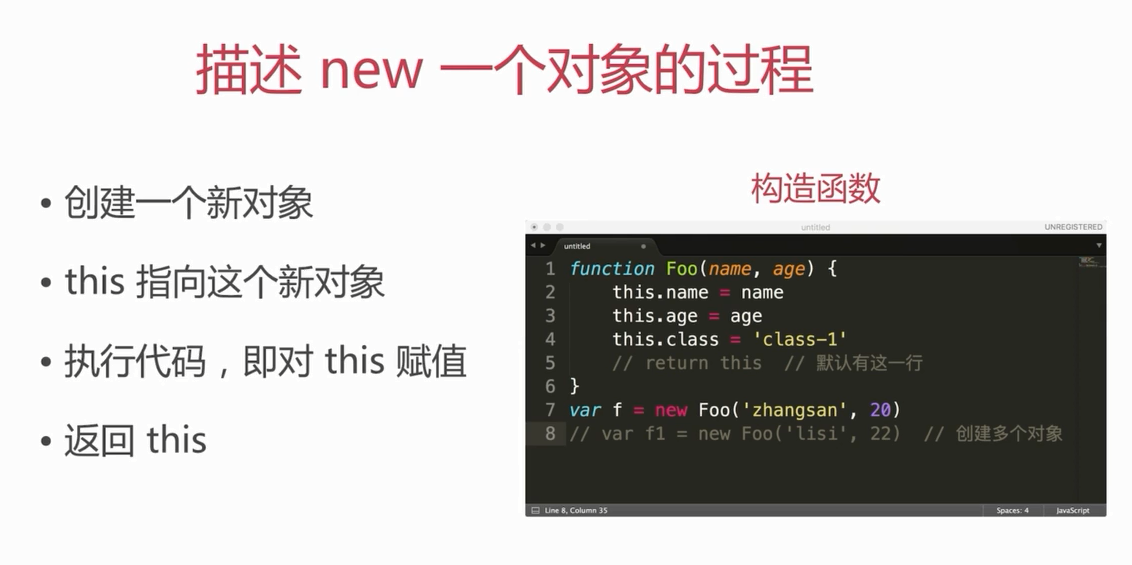 描述 new 一个对象的过程
• 创建一个新对象
• this 指向这个新对象
• 执行代码，即对 this 赋值
• 返回 this
构造函数
untitled
UNREGISTERED
untitled
1 function Foo(name, age) {
2     this.name = name
3     this.age = age
4     this.class = 'class-1'
5     // return this  // 默认有这一行
6 }
7 var f = new Foo('zhangsan', 20)
8 // var f1 = new Foo('lisi', 22)  // 创建多个对象
Line 8, Column 35
Spaces: 4
JavaScript